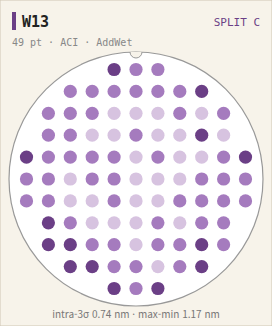 W13
SPLIT C
49 pt · ACI · AddWet
intra-3σ 0.74 nm · max-min 1.17 nm